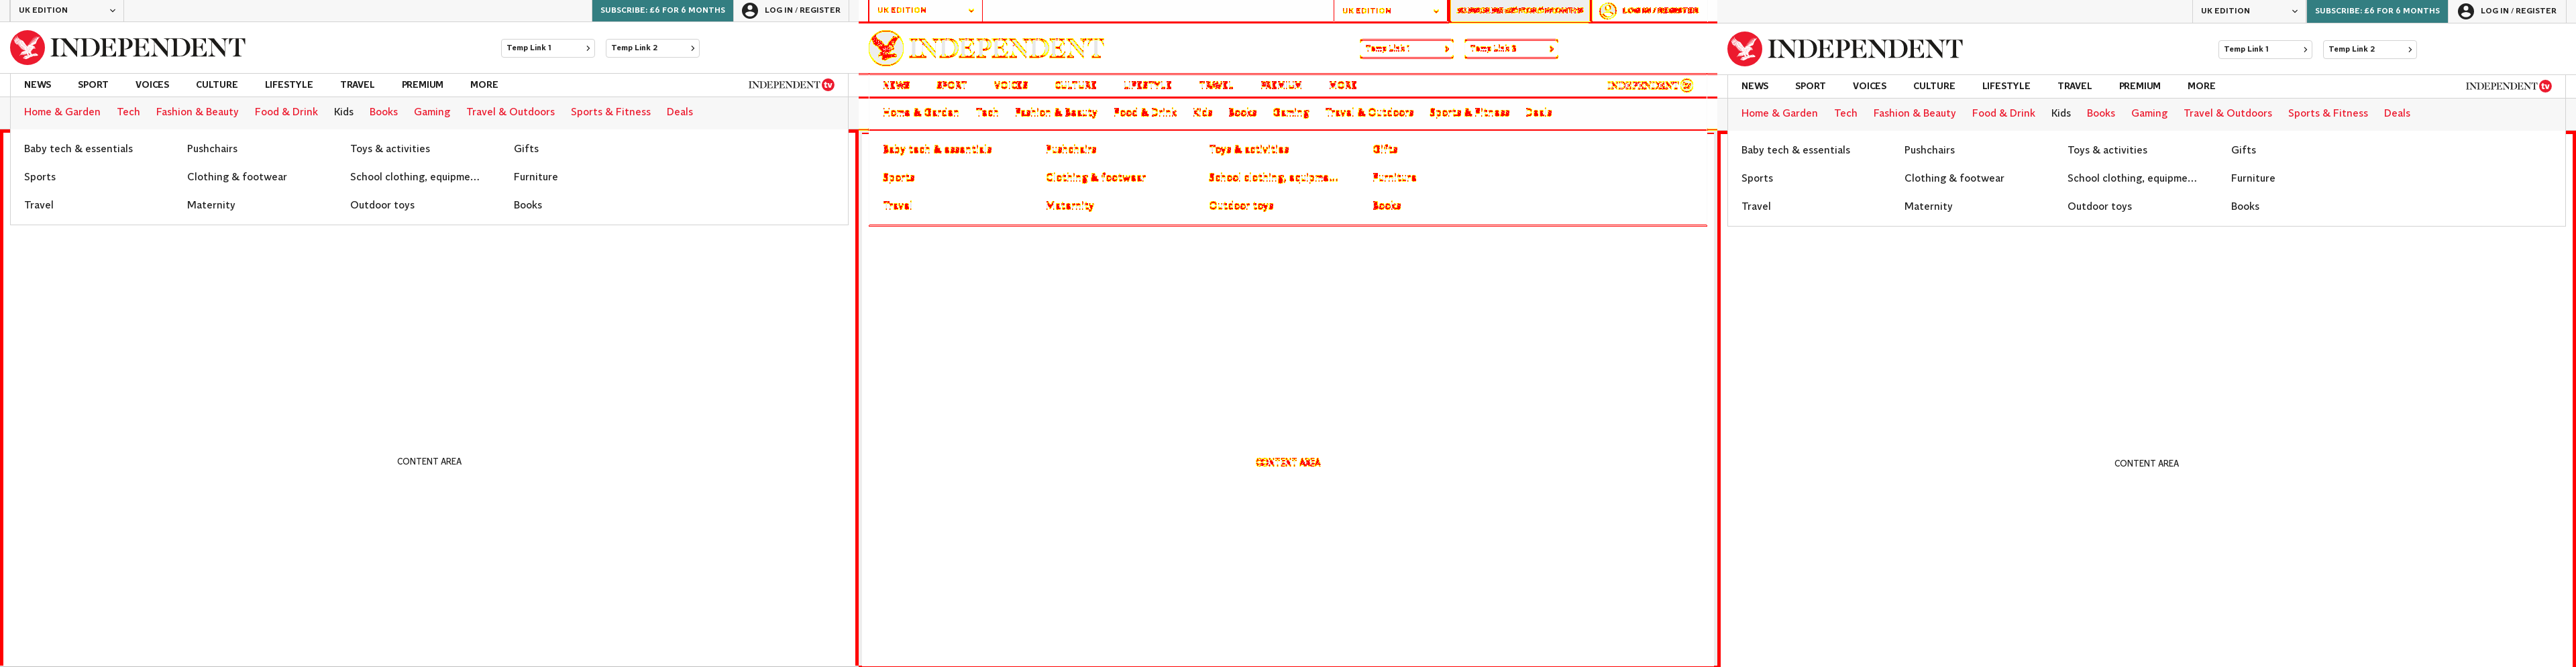 UK EDITION SUBSCRIBE: £6 FOR 6 MONTHS LOG IN / REGISTER
INDEPENDENT Temp Link 1 Temp Link 2
NEWS SPORT VOICES CULTURE LIFESTYLE TRAVEL PREMIUM MORE INDEPENDENT tv
Home & Garden Tech Fashion & Beauty Food & Drink Kids Books Gaming Travel & Outdoors Sports & Fitness Deals
Baby tech & essentials Pushchairs Toys & activities Gifts
Sports Clothing & footwear School clothing, equipme... Furniture
Travel Maternity Outdoor toys Books
CONTENT AREA
UK EDITION UK EDITION LOG IN / REGISTER
INDEPENDENT Temp Link Temp Link
NEWS SPORT VOICES CULTURE LIFESTYLE TRAVEL PREMIUM MORE INDEPENDENT
Home & Garden Tech Fashion & Beauty Food & Drink Kids Books Gaming Travel & Outdoors Sports & Fitness Deals
Baby tech & essentials Pushchairs Toys & activities Gifts
Sports Clothing & footwear School clothing, equipme... Furniture
Travel Maternity Outdoor toys Books
CONTENT AREA
UK EDITION SUBSCRIBE: £6 FOR 6 MONTHS LOG IN / REGISTER
INDEPENDENT Temp Link 1 Temp Link 2
NEWS SPORT VOICES CULTURE LIFESTYLE TRAVEL PREMIUM MORE INDEPENDENT tv
Home & Garden Tech Fashion & Beauty Food & Drink Kids Books Gaming Travel & Outdoors Sports & Fitness Deals
Baby tech & essentials Pushchairs Toys & activities Gifts
Sports Clothing & footwear School clothing, equipme... Furniture
Travel Maternity Outdoor toys Books
CONTENT AREA